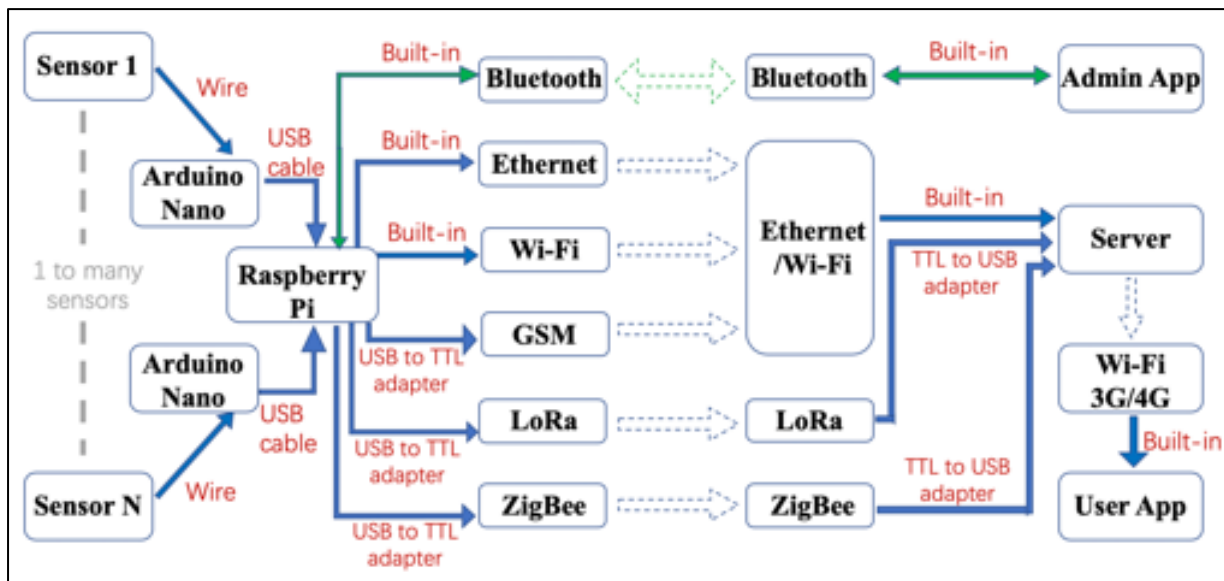 Sensor 1
Wire
Arduino
Nano
USB
cable
1 to many
sensors
Arduino
Nano
USB
cable
Sensor N
Wire
Raspberry
Pi
Built-in
Bluetooth
Bluetooth
Built-in
Admin App
Built-in
Ethernet
Built-in
Wi-Fi
Ethernet
/Wi-Fi
Built-in
Server
GSM
USB to TTL
adapter
TTL to USB
adapter
Wi-Fi
3G/4G
LoRa
LoRa
USB to TTL
adapter
Built-in
TTL to USB
adapter
ZigBee
ZigBee
User App
USB to TTL
adapter